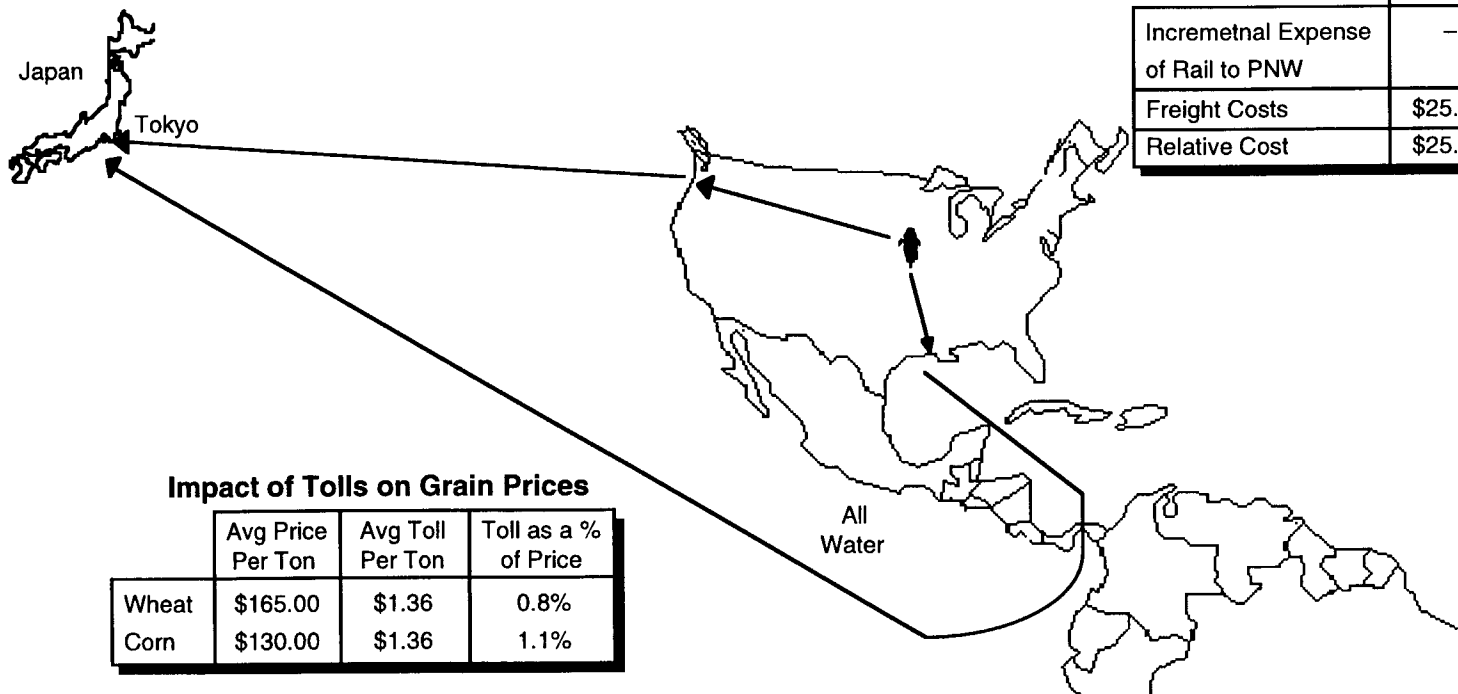 Incremetnal Expense –
of Rail to PNW
Freight Costs $25.
Relative Cost $25.
Japan
Tokyo
All
Water
Impact of Tolls on Grain Prices
Avg Price Avg Toll Toll as a %
Per Ton Per Ton of Price
Wheat $165.00 $1.36 0.8%
Corn $130.00 $1.36 1.1%